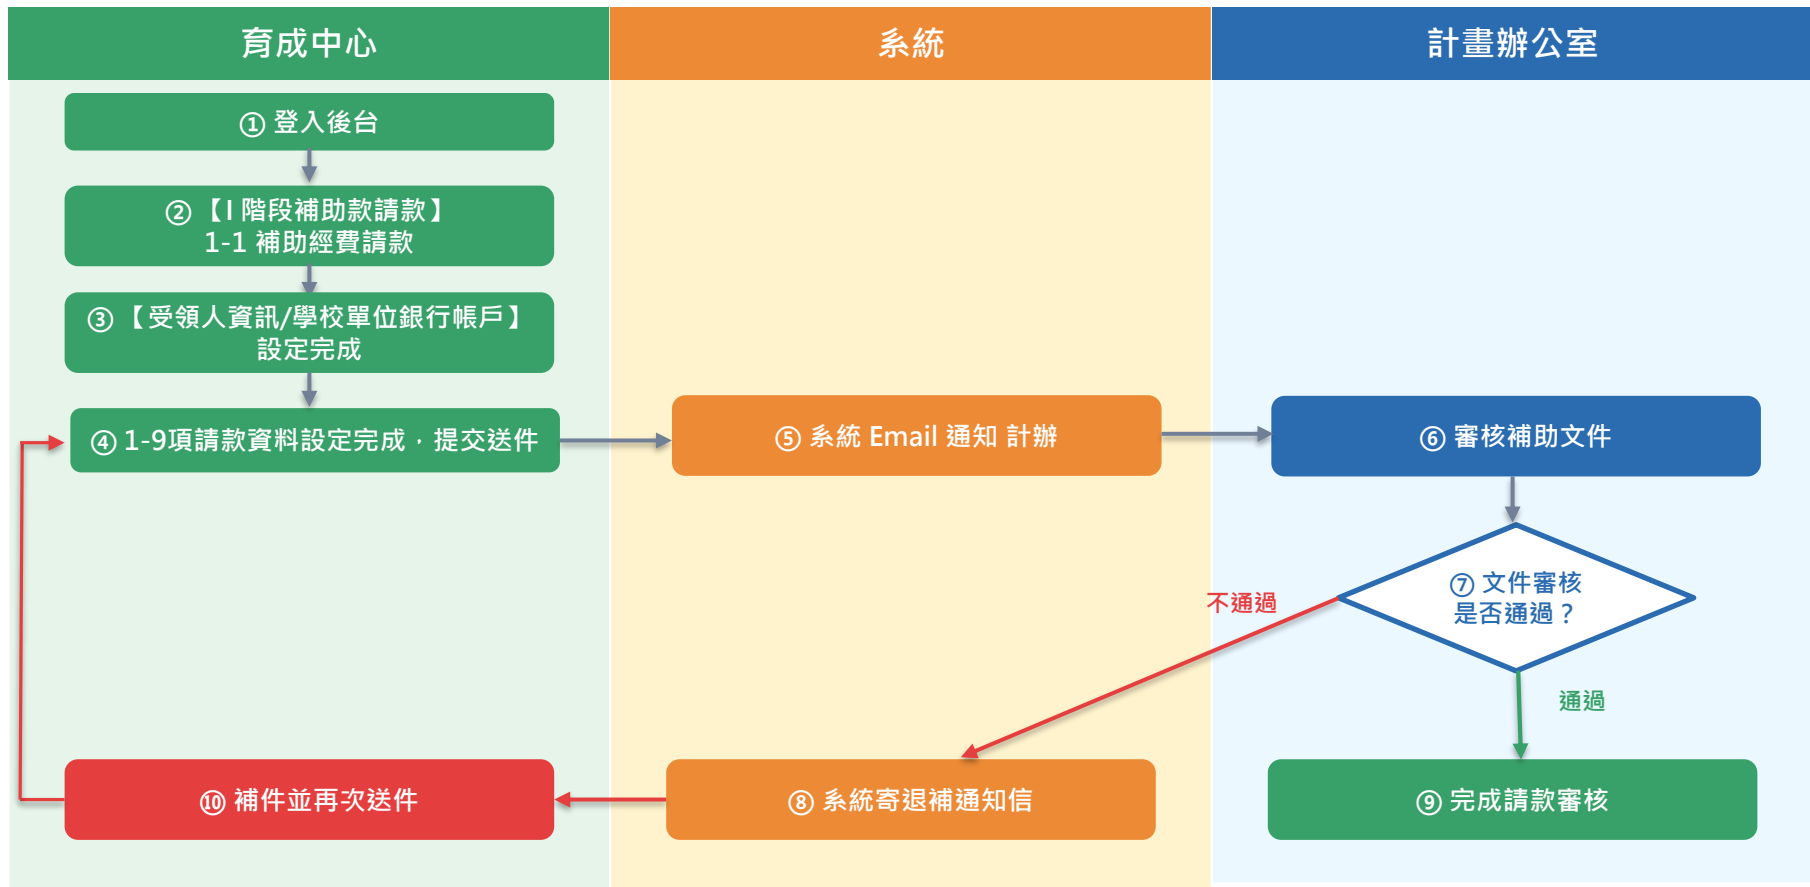 育成中心
系統
計畫辦公室
① 登入後台
② 【I 階段補助款請款】
1-1 補助經費請款
③ 【受領人資訊/學校單位銀行帳戶】
設定完成
④ 1-9項請款資料設定完成，提交送件
⑤ 系統 Email 通知 計辦
⑥ 審核補助文件
⑦ 文件審核
是否通過？
不通過
通過
⑩ 補件並再次送件
⑧ 系統寄退補通知信
⑨ 完成請款審核